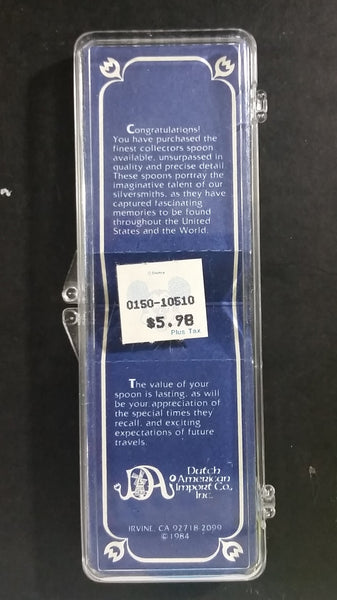 Congratulations!
You have purchased the
finest collectors spoon
available, unsurpassed in
quality and precise detail
These spoons portray the
imaginative talent of our
silversmiths, as they have
captured fascinating
memories to be found
throughout the United
States and the World.
© Disney
0150-10510
$5.98
Plus Tax
The value of your
spoon is lasting, as will
be your appreciation of
the special times they
recall, and exciting
expectations of future
travels.
Dutch
American
Import Co.,
Inc.
IRVINE, CA 92718-2099
© 1984